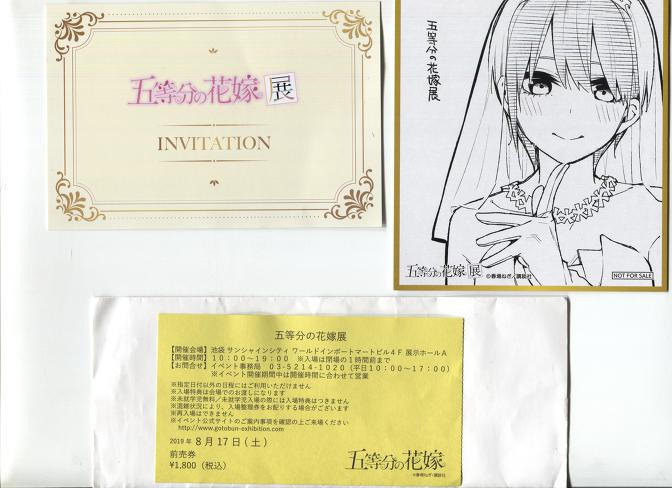 五等分の花嫁展
INVITATION
五等分の花嫁展
五等分の花嫁展
©春場ねぎ/講談社
NOT FOR SALE
五等分の花嫁展
【開催会場】池袋 サンシャインシティ ワールドインポートマートビル4F 展示ホールA
【開催時間】10:00～19:00 ※入場は閉場の1時間前まで
【お問合せ】イベント事務局 03-5214-1020(平日10:00～17:00)
※イベント開催期間中は開催時間に合わせて営業
※指定日付以外の日程にはご利用いただけません
※入場特典は会場でのお渡しになります
※未就学児無料/未就学児入場の際には入場特典はつきません
※混雑状況により、入場整理券をお配りする場合がございます
※再入場はできません
※イベント公式サイトのご案内事項を確認の上ご来場ください
http://www.gotobun-exhibition.com
2019年 8月17日(土)
前売券
¥1,800(税込)
五等分の花嫁
©春場ねぎ/講談社